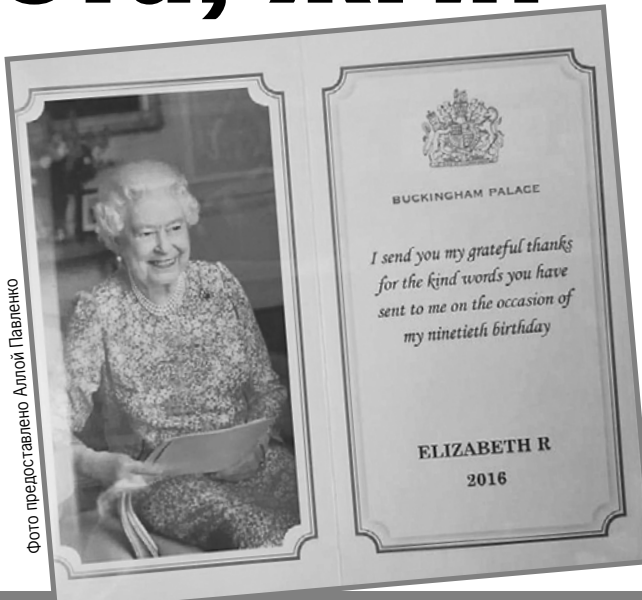 Фото предоставлено Аллой Павленко
BUCKINGHAM PALACE
I send you my grateful thanks
for the kind words you have
sent to me on the occasion of
my ninetieth birthday
ELIZABETH R
2016